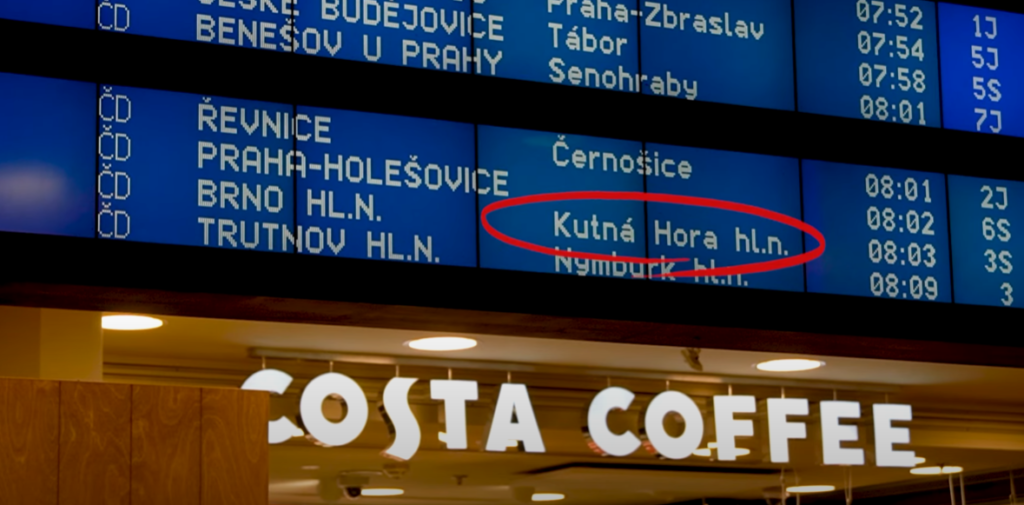 07:52 1J
Praha-Zbraslav 07:54 5J
ČD ČESKÉ BUDĚJOVICE Tábor 07:58 5S
BENEŠOV U PRAHY Senohraby 08:01 7J
ČD ŘEVNICE Černošice 08:01 2J
ČD PRAHA-HOLEŠOVICE 08:02 6S
ČD BRNO HL.N. Kutná Hora hl.n. 08:03 3S
ČD TRUTNOV HL.N. Nymburk hl.n. 08:09 3
COSTA COFFEE